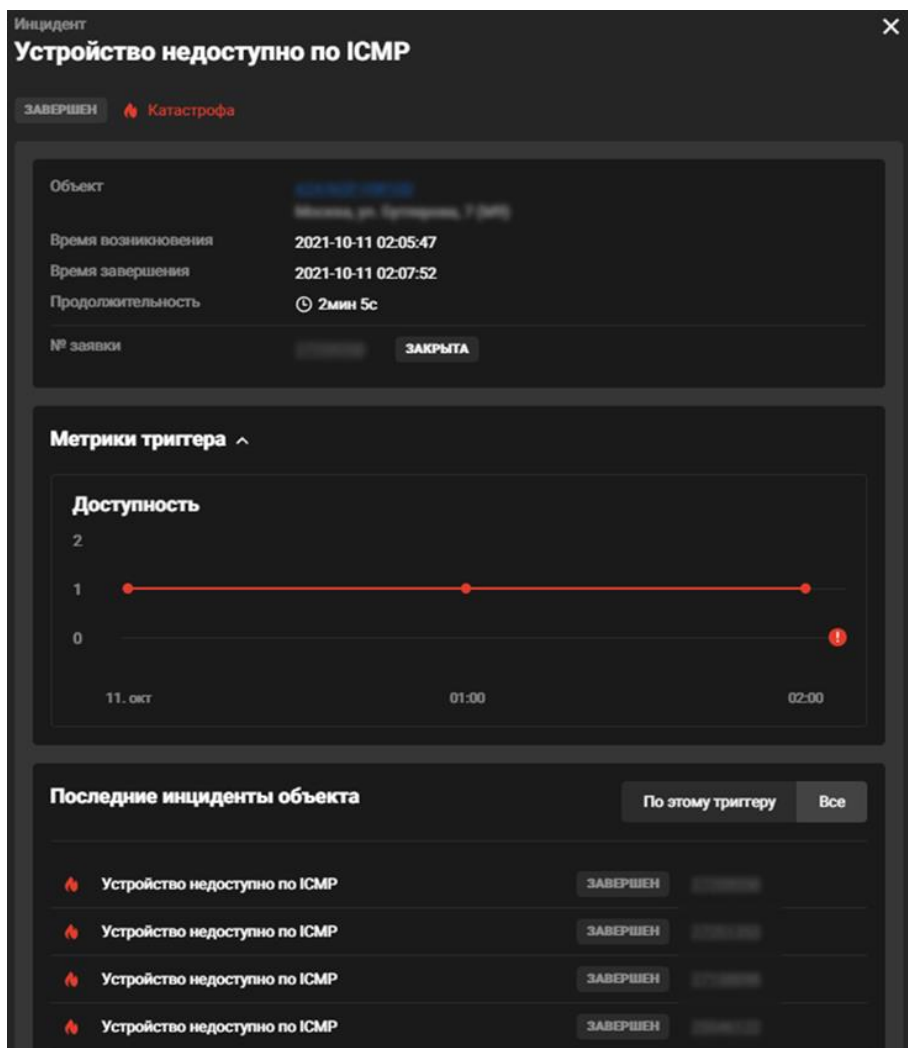 Инцидент
Устройство недоступно по ICMP
ЗАВЕРШЕН Катастрофа
Объект
Время возникновения 2021-10-11 02:05:47
Время завершения 2021-10-11 02:07:52
Продолжительность 2мин 5с
№ заявки ЗАКРЫТА
Метрики триггера
Доступность
2
1
0
11. окт 01:00 02:00
Последние инциденты объекта По этому триггеру Все
Устройство недоступно по ICMP ЗАВЕРШЕН
Устройство недоступно по ICMP ЗАВЕРШЕН
Устройство недоступно по ICMP ЗАВЕРШЕН
Устройство недоступно по ICMP ЗАВЕРШЕН